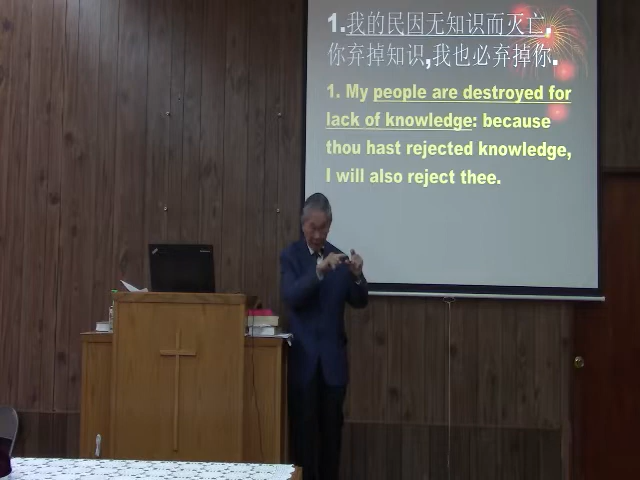 1.我的民因无知识而灭亡,
你弃掉知识,我也必弃掉你.
1. My people are destroyed for
lack of knowledge: because
thou hast rejected knowledge,
I will also reject thee.